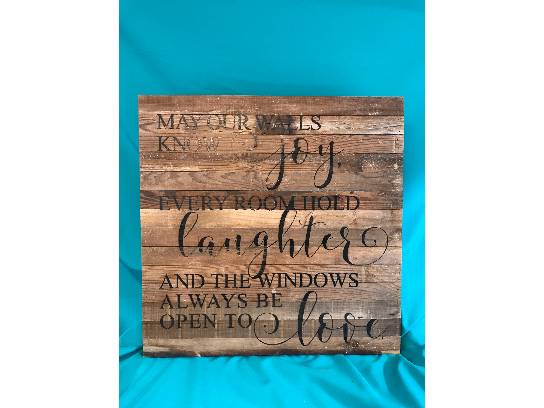 MAY OUR WALLS
KNOW joy,
EVERY ROOM HOLD
laughter
AND THE WINDOWS
ALWAYS BE
OPEN TO love